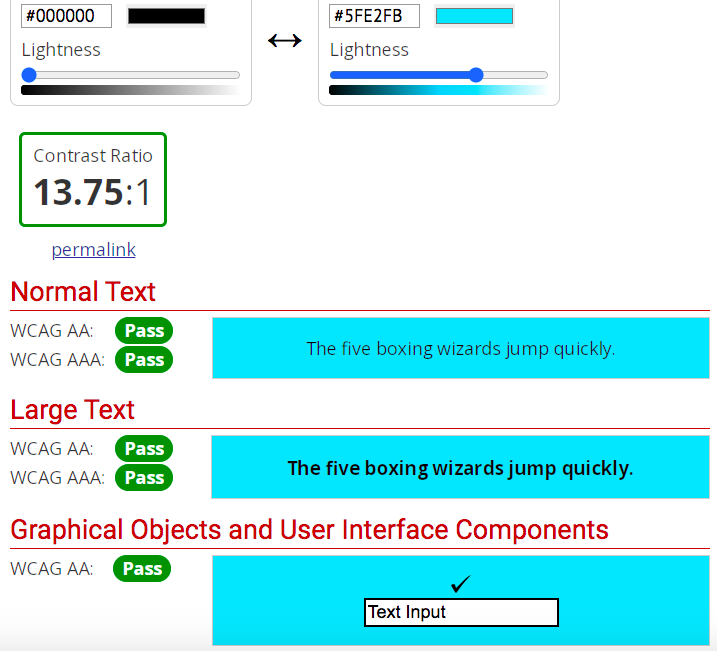 #000000
#5FE2FB
Lightness
Lightness
Contrast Ratio
13.75:1
permalink
Normal Text
WCAG AA: Pass
WCAG AAA: Pass
The five boxing wizards jump quickly.
Large Text
WCAG AA: Pass
WCAG AAA: Pass
The five boxing wizards jump quickly.
Graphical Objects and User Interface Components
WCAG AA: Pass
Text Input